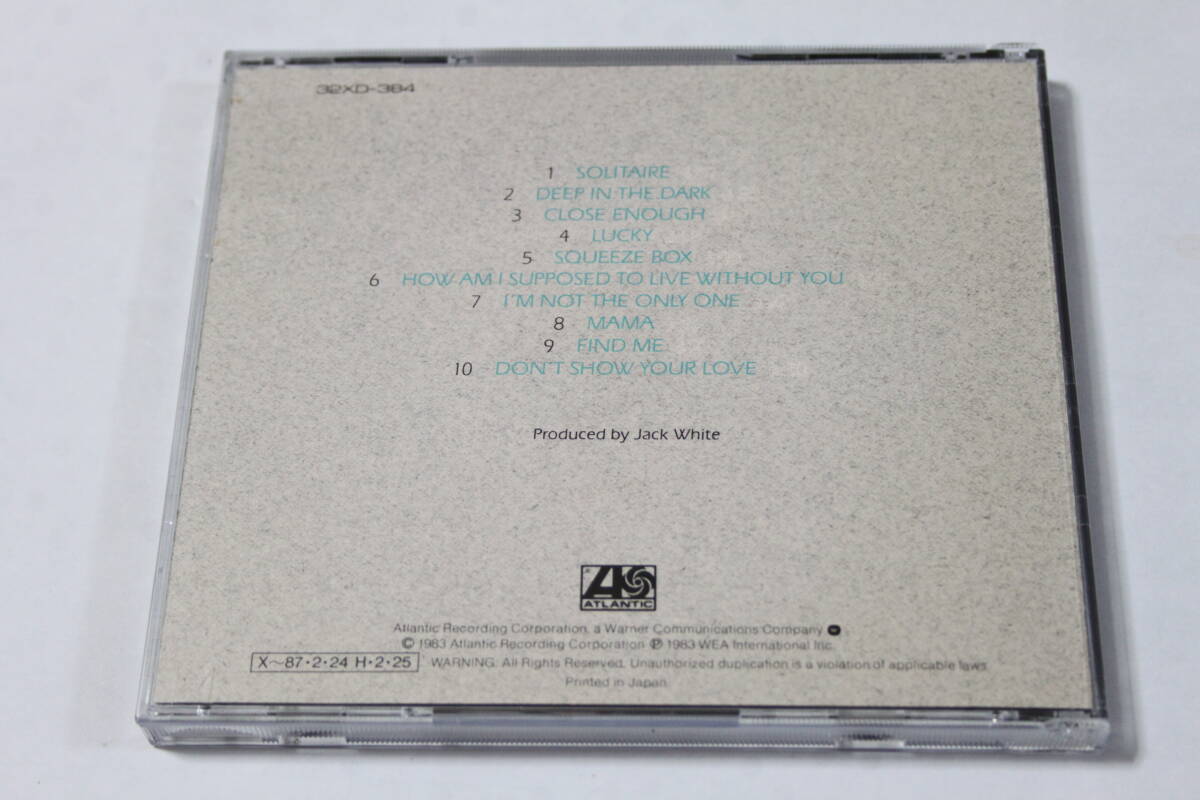 32XD-384
1 SOLITAIRE
2 DEEP IN THE DARK
3 CLOSE ENOUGH
4 LUCKY
5 SQUEEZE BOX
6 HOW AM I SUPPOSED TO LIVE WITHOUT YOU
7 I'M NOT THE ONLY ONE
8 MAMA
9 FIND ME
10 DON'T SHOW YOUR LOVE
Produced by Jack White
ATLANTIC
Atlantic Recording Corporation, a Warner Communications Company
© 1983 Atlantic Recording Corporation ℗ 1983 WEA International Inc.
X~87・2・24 H・2・25 WARNING: All Rights Reserved. Unauthorized duplication is a violation of applicable laws.
Printed in Japan